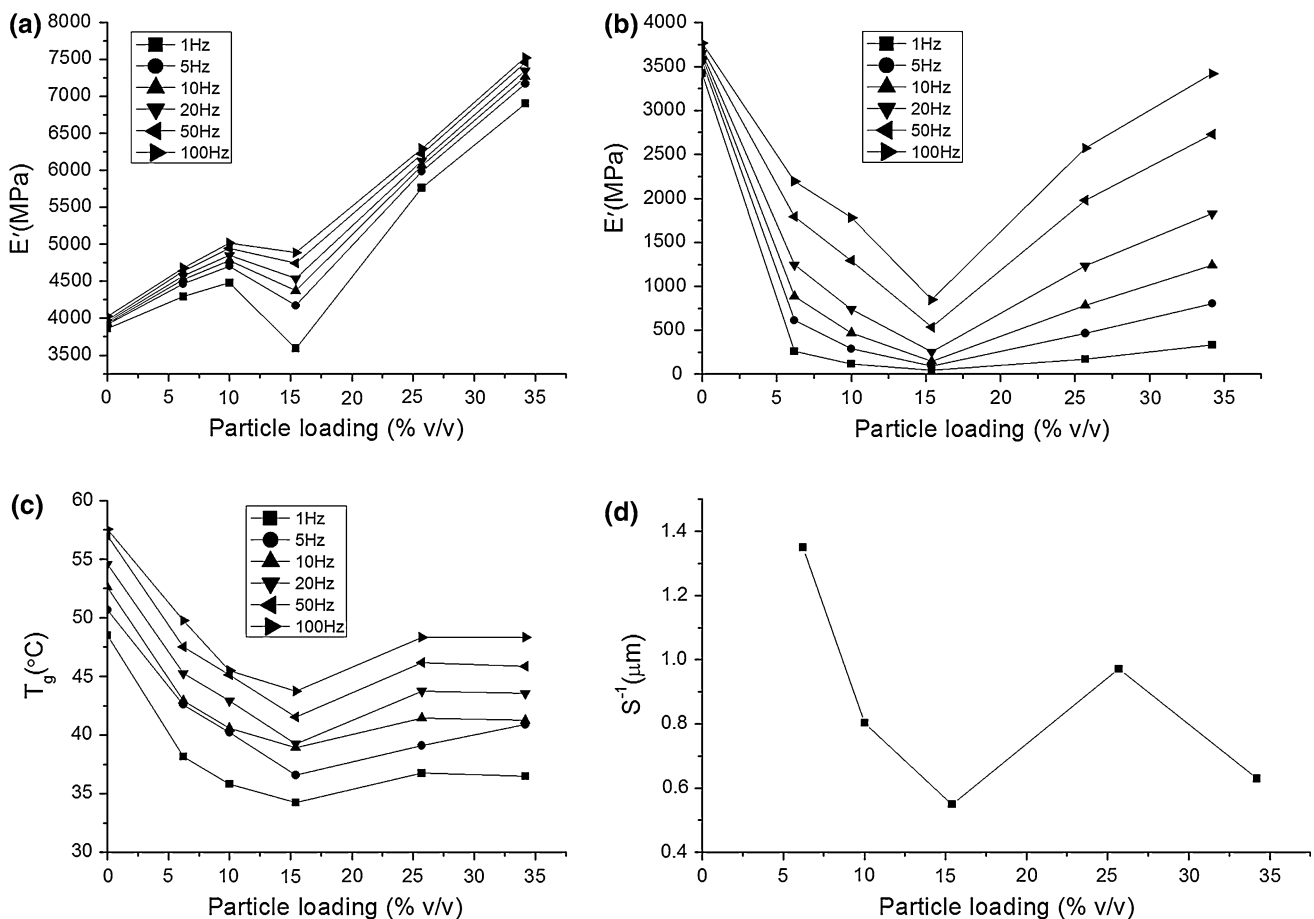 (a)
8000
7500
7000
6500
6000
5500
5000
4500
4000
3500
E′(MPa)
1Hz
5Hz
10Hz
20Hz
50Hz
100Hz
0 5 10 15 20 25 30 35
Particle loading (% v/v)
(b)
4000
3500
3000
2500
2000
1500
1000
500
0
E′(MPa)
1Hz
5Hz
10Hz
20Hz
50Hz
100Hz
0 5 10 15 20 25 30 35
Particle loading (% v/v)
(c)
60
55
50
45
40
35
30
Tg(°C)
1Hz
5Hz
10Hz
20Hz
50Hz
100Hz
0 5 10 15 20 25 30 35
Particle loading (% v/v)
(d)
1.4
1.2
1.0
0.8
0.6
0.4
S⁻¹(μm)
0 5 10 15 20 25 30 35
Particle loading (% v/v)